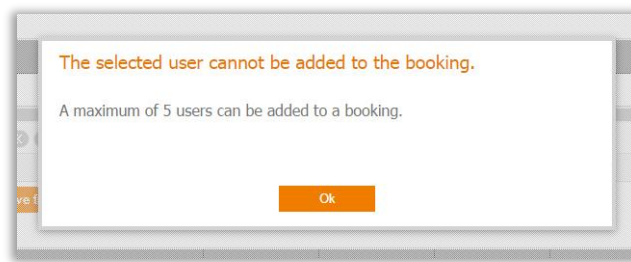 The selected user cannot be added to the booking.
A maximum of 5 users can be added to a booking.
Ok